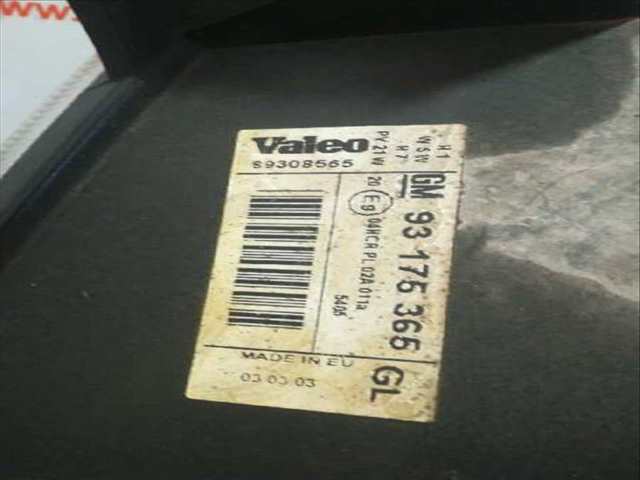 Valeo
89308565
H1
W5W
H7
PY21W
GM 93 175 366 GL
20 E9 04HCR PL 02A 011a
5405
MADE IN EU
03 03 03